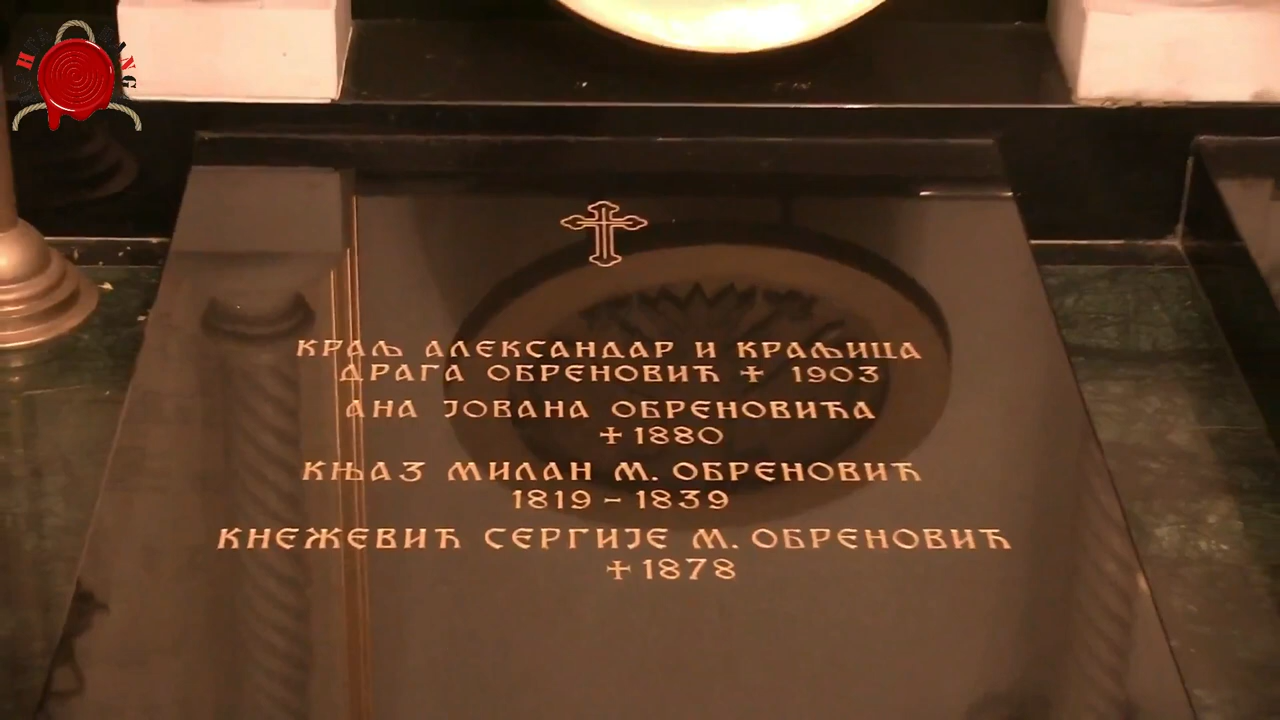 КРАЉ АЛЕКСАНДАР И КРАЉИЦА
ДРАГА ОБРЕНОВИЋ ✝ 1903
АНА ЈОВАНА ОБРЕНОВИЋА
✝ 1880
КЊАЗ МИЛАН М. ОБРЕНОВИЋ
1819 – 1839
КНЕЖЕВИЋ СЕРГИЈЕ М. ОБРЕНОВИЋ
✝ 1878